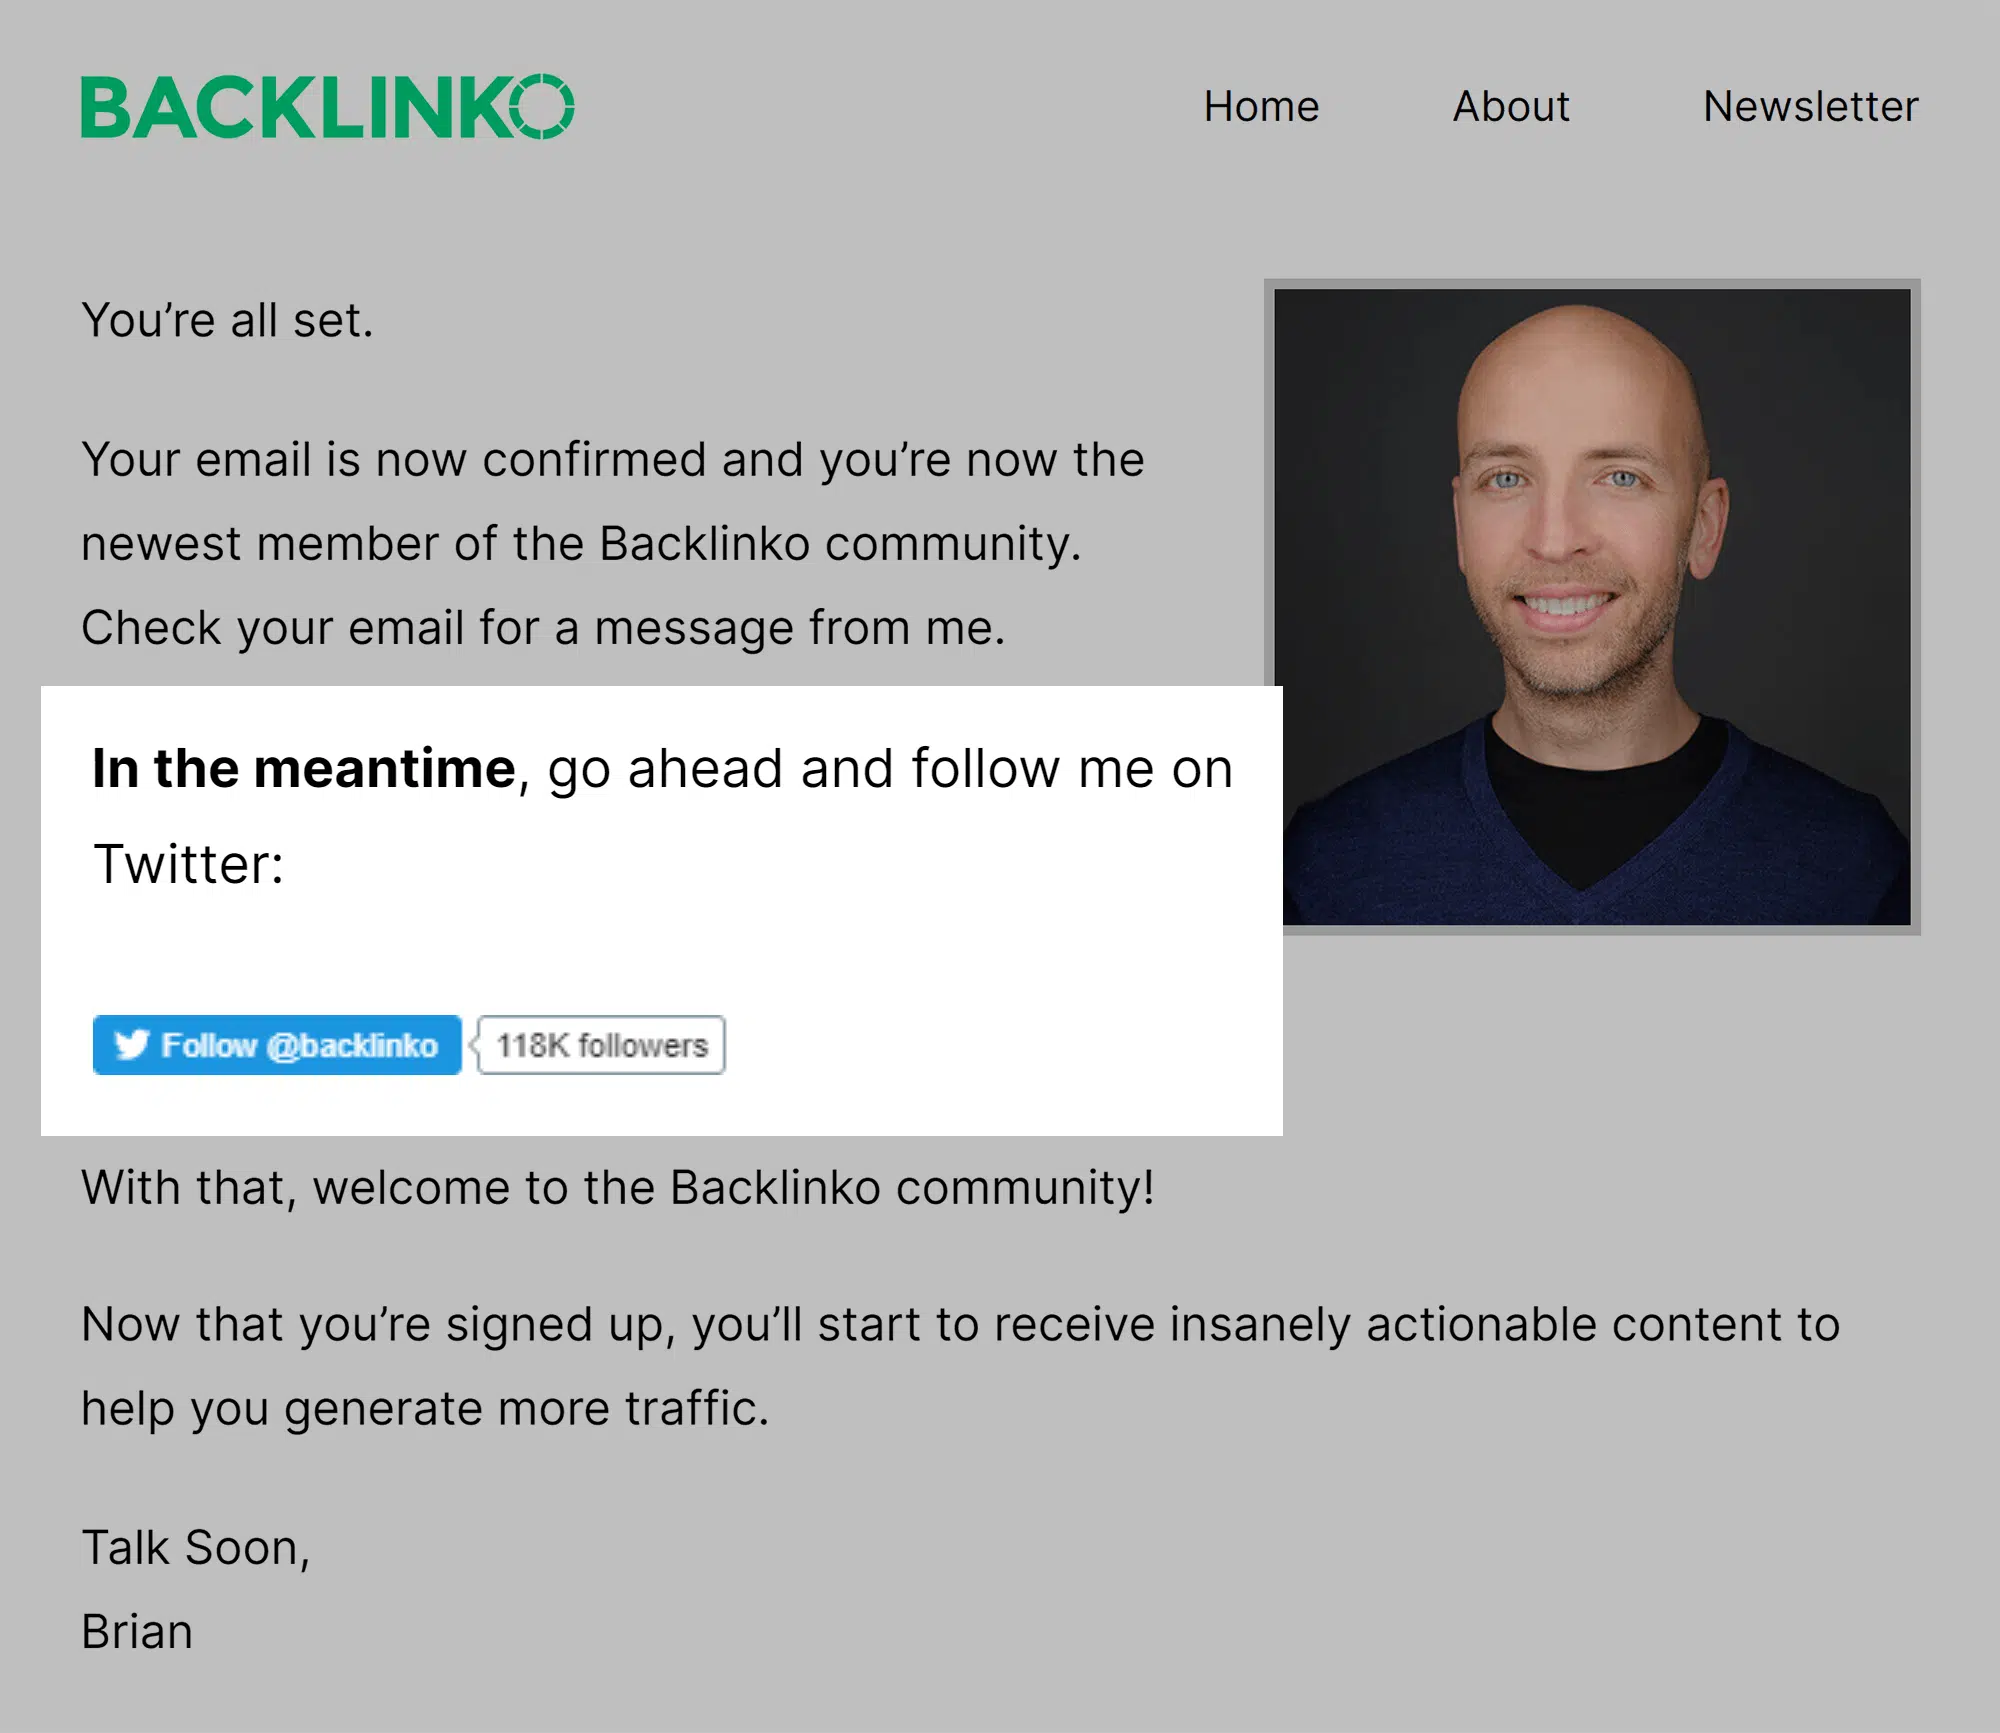 BACKLINKO
Home About Newsletter
You’re all set.
Your email is now confirmed and you’re now the
newest member of the Backlinko community.
Check your email for a message from me.
In the meantime, go ahead and follow me on
Twitter:
Follow @backlinko 118K followers
With that, welcome to the Backlinko community!
Now that you’re signed up, you’ll start to receive insanely actionable content to
help you generate more traffic.
Talk Soon,
Brian